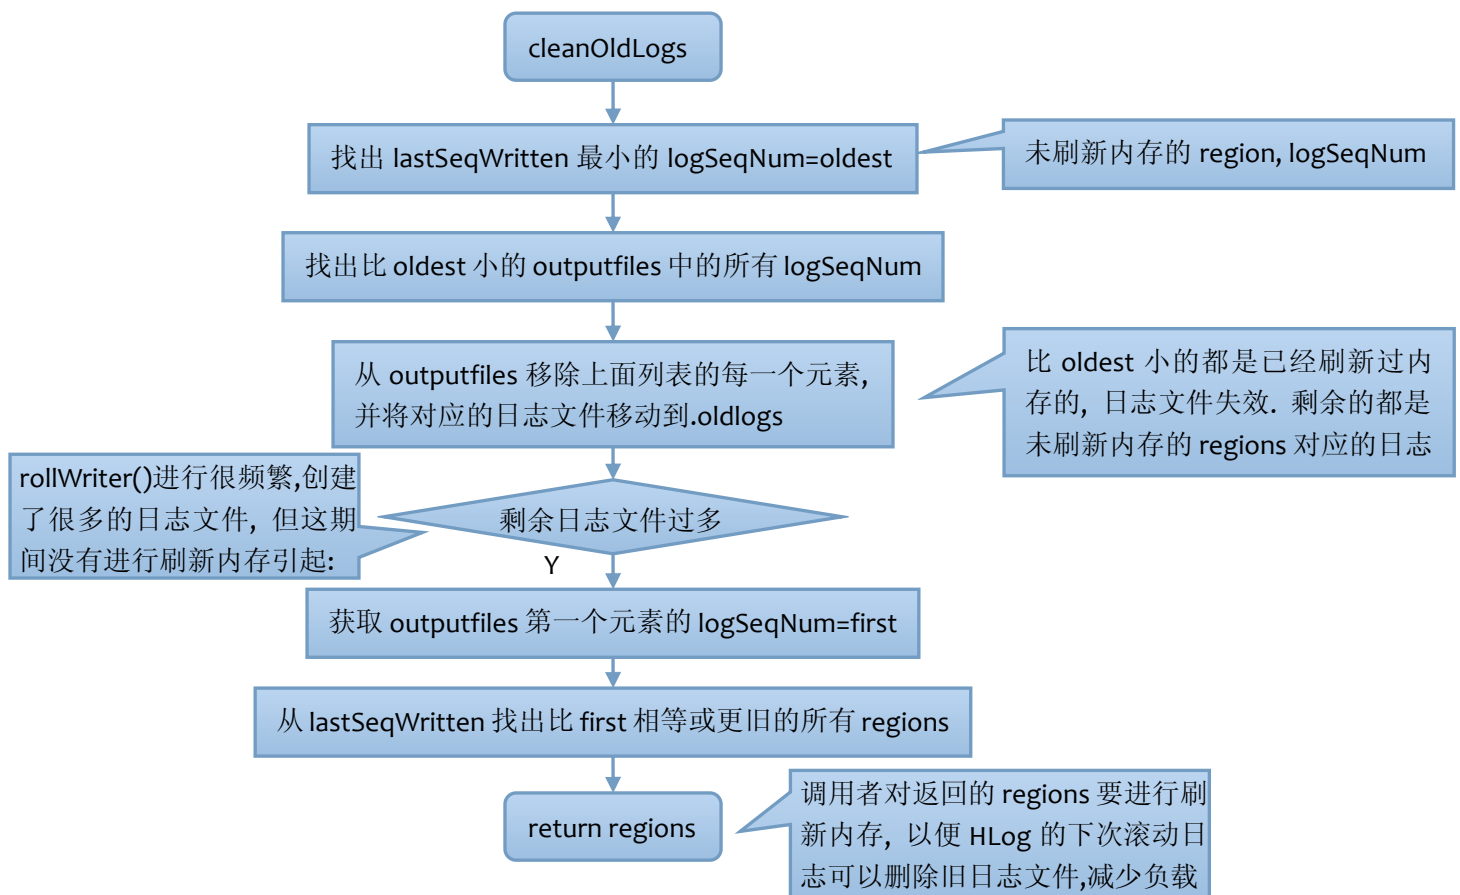 cleanOldLogs
找出 lastSeqWritten 最小的 logSeqNum=oldest
未刷新内存的 region, logSeqNum
找出比 oldest 小的 outputfiles 中的所有 logSeqNum
从 outputfiles 移除上面列表的每一个元素,
并将对应的日志文件移动到.oldlogs
比 oldest 小的都是已经刷新过内
存的, 日志文件失效. 剩余的都是
未刷新内存的 regions 对应的日志
rollWriter()进行很频繁,创建
了很多的日志文件, 但这期
间没有进行刷新内存引起:
剩余日志文件过多
Y
获取 outputfiles 第一个元素的 logSeqNum=first
从 lastSeqWritten 找出比 first 相等或更旧的所有 regions
return regions
调用者对返回的 regions 要进行刷
新内存, 以便 HLog 的下次滚动日
志可以删除旧日志文件,减少负载